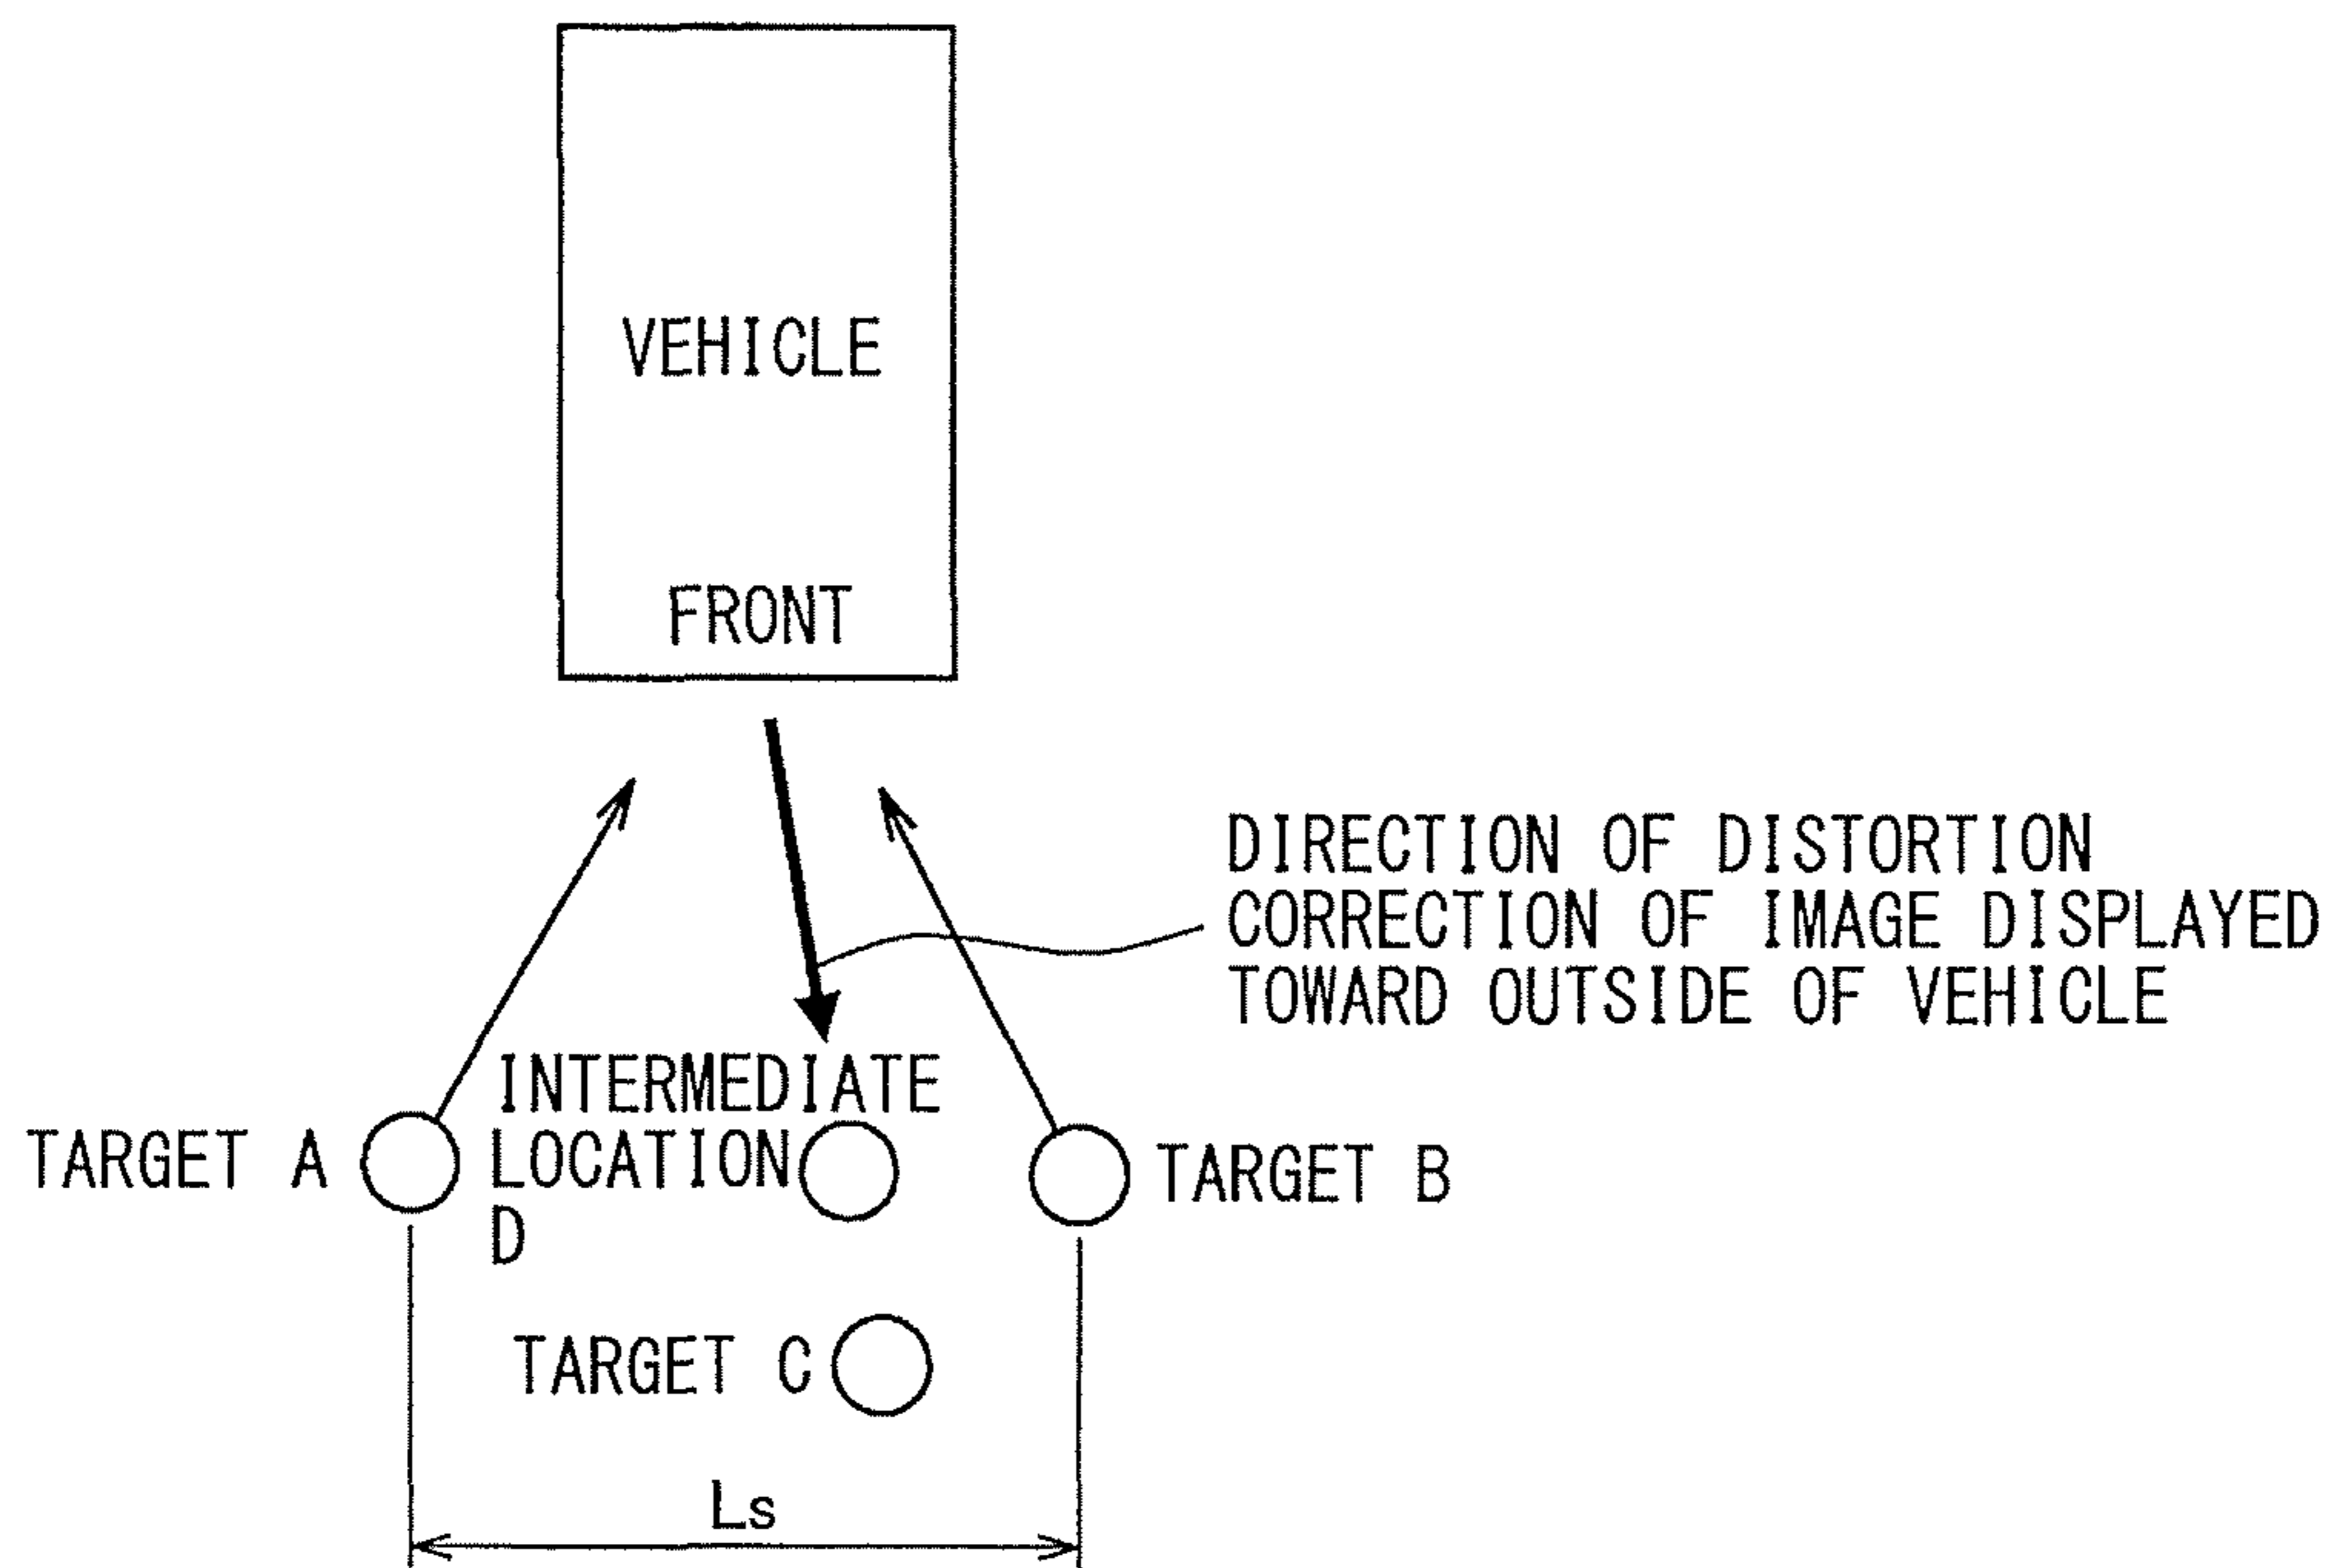 VEHICLE
FRONT
DIRECTION OF DISTORTION
CORRECTION OF IMAGE DISPLAYED
TOWARD OUTSIDE OF VEHICLE
INTERMEDIATE
LOCATION
D
TARGET A
TARGET B
TARGET C
Ls